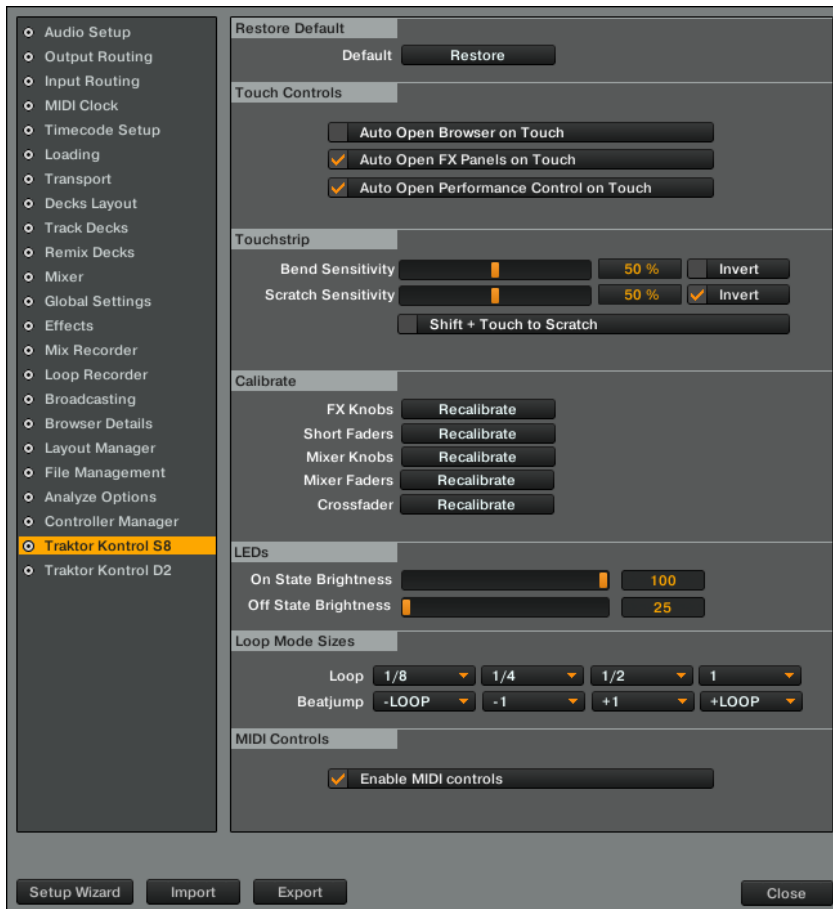 Audio Setup
Output Routing
Input Routing
MIDI Clock
Timecode Setup
Loading
Transport
Decks Layout
Track Decks
Remix Decks
Mixer
Global Settings
Effects
Mix Recorder
Loop Recorder
Broadcasting
Browser Details
Layout Manager
File Management
Analyze Options
Controller Manager
Traktor Kontrol S8
Traktor Kontrol D2
Restore Default
Default Restore
Touch Controls
Auto Open Browser on Touch
Auto Open FX Panels on Touch
Auto Open Performance Control on Touch
Touchstrip
Bend Sensitivity 50 % Invert
Scratch Sensitivity 50 % Invert
Shift + Touch to Scratch
Calibrate
FX Knobs Recalibrate
Short Faders Recalibrate
Mixer Knobs Recalibrate
Mixer Faders Recalibrate
Crossfader Recalibrate
LEDs
On State Brightness 100
Off State Brightness 25
Loop Mode Sizes
Loop 1/8 1/4 1/2 1
Beatjump -LOOP -1 +1 +LOOP
MIDI Controls
Enable MIDI controls
Setup Wizard Import Export Close